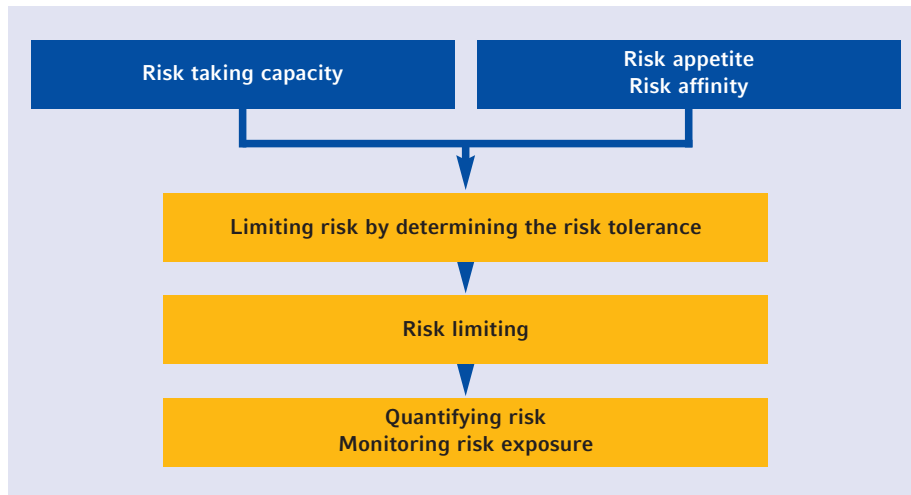 Risk taking capacity
Risk appetite
Risk affinity
Limiting risk by determining the risk tolerance
Risk limiting
Quantifying risk
Monitoring risk exposure